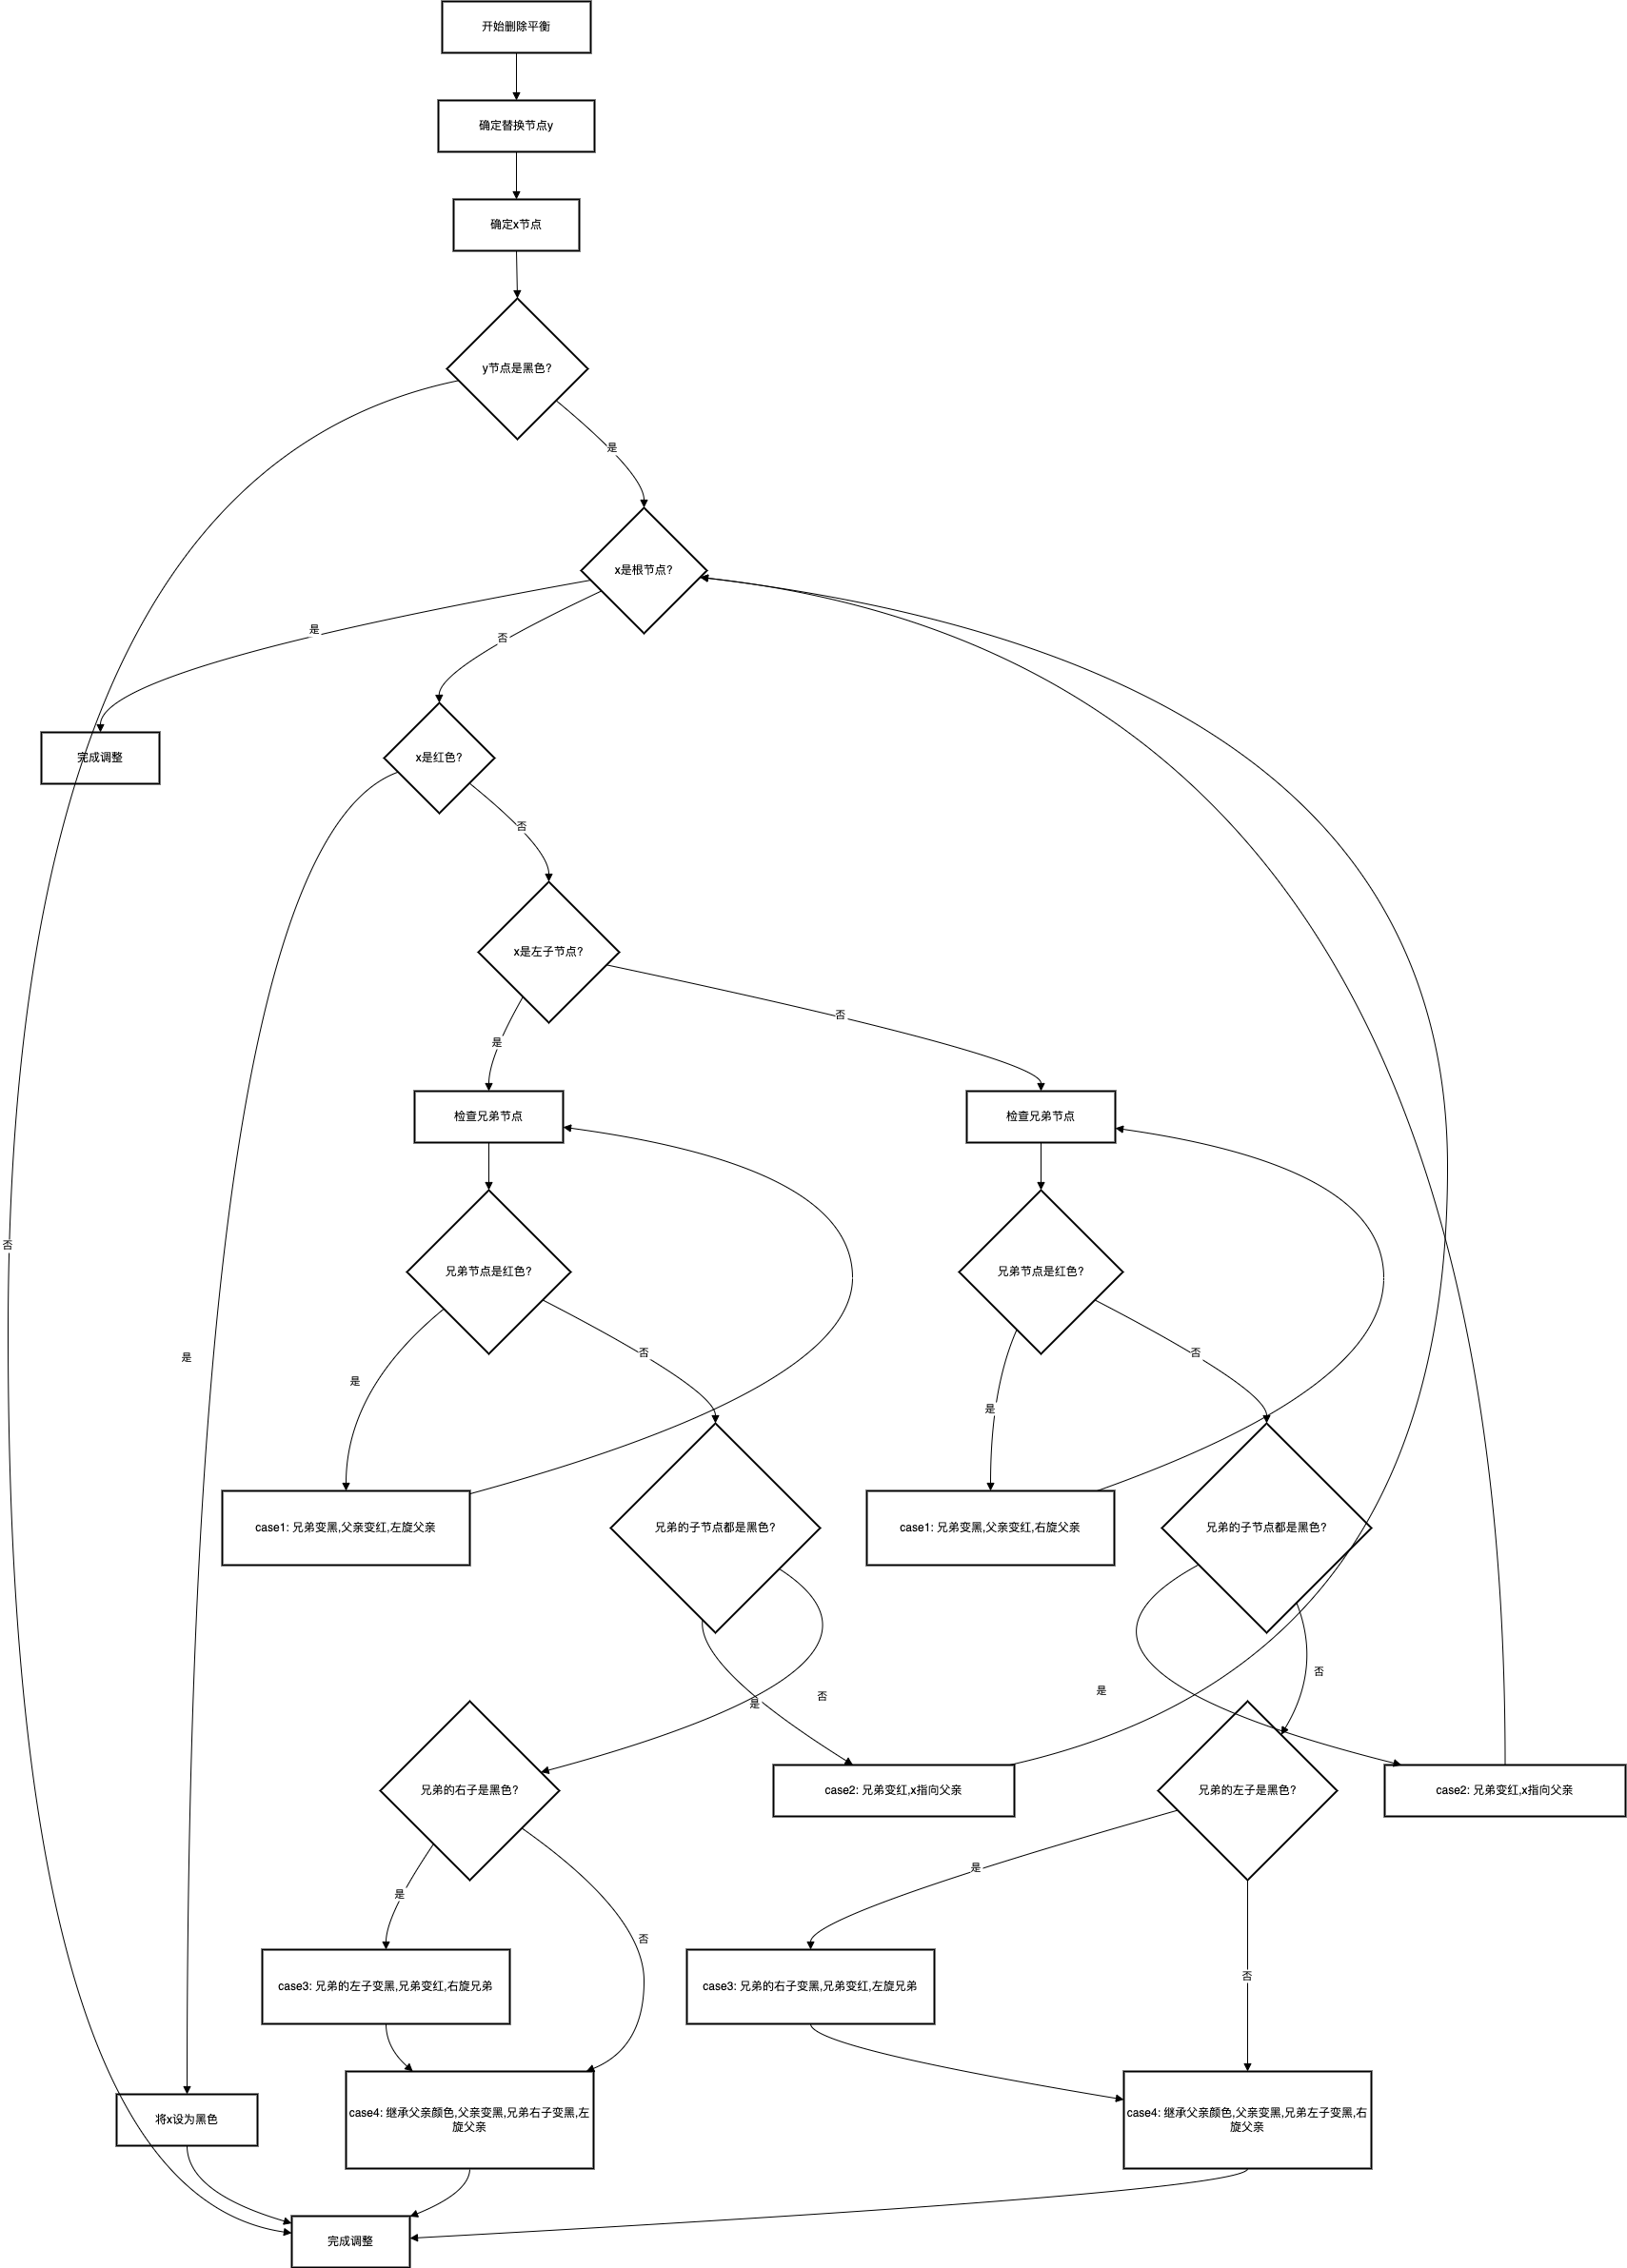 开始删除平衡
确定替换节点y
确定x节点
y节点是黑色?
是
x是根节点?
是
否
完成调整
x是红色?
否
x是左子节点?
否
是
检查兄弟节点
检查兄弟节点
否
兄弟节点是红色?
兄弟节点是红色?
否
否
是
是
是
case1: 兄弟变黑,父亲变红,左旋父亲
兄弟的子节点都是黑色?
case1: 兄弟变黑,父亲变红,右旋父亲
兄弟的子节点都是黑色?
否
是
否
是
兄弟的右子是黑色?
case2: 兄弟变红,x指向父亲
兄弟的左子是黑色?
case2: 兄弟变红,x指向父亲
是
是
否
否
case3: 兄弟的左子变黑,兄弟变红,右旋兄弟
case3: 兄弟的右子变黑,兄弟变红,左旋兄弟
将x设为黑色
case4: 继承父亲颜色,父亲变黑,兄弟右子变黑,左
旋父亲
case4: 继承父亲颜色,父亲变黑,兄弟左子变黑,右
旋父亲
完成调整